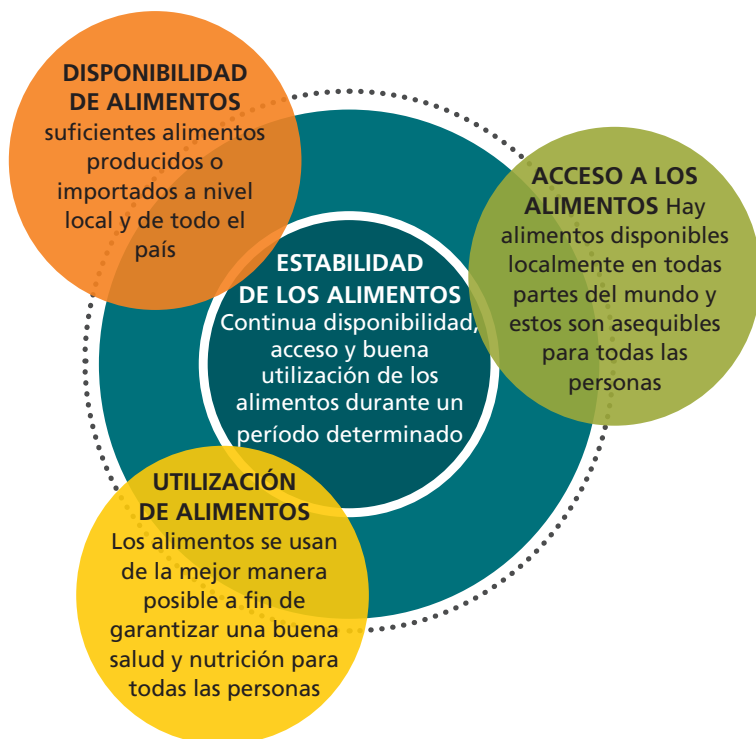 DISPONIBILIDAD
DE ALIMENTOS
suficientes alimentos
producidos o
importados a nivel
local y de todo el
país
ACCESO A LOS
ALIMENTOS Hay
alimentos disponibles
localmente en todas
partes del mundo y
estos son asequibles
para todas las
personas
ESTABILIDAD
DE LOS ALIMENTOS
Continua disponibilidad,
acceso y buena
utilización de los
alimentos durante un
período determinado
UTILIZACIÓN
DE ALIMENTOS
Los alimentos se usan
de la mejor manera
posible a fin de
garantizar una buena
salud y nutrición para
todas las personas